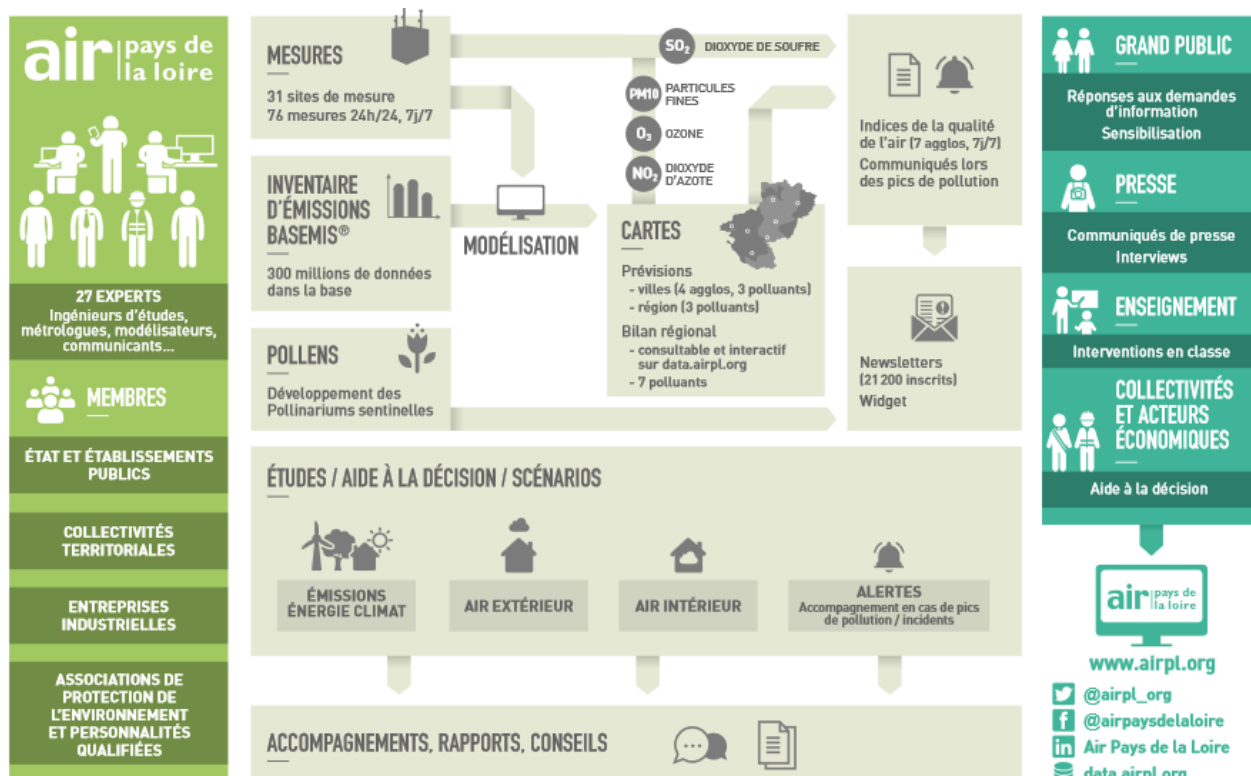 air pays de
la loire
27 EXPERTS
Ingénieurs d'études,
métrologues, modélisateurs,
communicants...
MEMBRES
ÉTAT ET ÉTABLISSEMENTS
PUBLICS
COLLECTIVITÉS
TERRITORIALES
ENTREPRISES
INDUSTRIELLES
ASSOCIATIONS DE
PROTECTION DE
L'ENVIRONNEMENT
ET PERSONNALITÉS
QUALIFIÉES
MESURES
31 sites de mesure
76 mesures 24h/24, 7j/7
INVENTAIRE
D'ÉMISSIONS
BASEMIS®
300 millions de données
dans la base
POLLENS
Développement des
Pollinariums sentinelles
MODÉLISATION
SO₂ DIOXYDE DE SOUFRE
PM10 PARTICULES
FINES
O₃ OZONE
NO₂ DIOXYDE
D'AZOTE
CARTES
Prévisions
- villes (4 agglos, 3 polluants)
- région (3 polluants)
Bilan régional
- consultable et interactif
sur data.airpl.org
- 7 polluants
Indices de la qualité
de l'air (7 agglos, 7j/7)
Communiqués lors
des pics de pollution
Newsletters
(21 200 inscrits)
Widget
ÉTUDES / AIDE À LA DÉCISION / SCÉNARIOS
ÉMISSIONS
ÉNERGIE CLIMAT
AIR EXTÉRIEUR
AIR INTÉRIEUR
ALERTES
Accompagnement en cas de pics
de pollution / incidents
ACCOMPAGNEMENTS, RAPPORTS, CONSEILS
GRAND PUBLIC
Réponses aux demandes
d'information
Sensibilisation
PRESSE
Communiqués de presse
Interviews
ENSEIGNEMENT
Interventions en classe
COLLECTIVITÉS
ET ACTEURS
ÉCONOMIQUES
Aide à la décision
air pays de
la loire
www.airpl.org
@airpl_org
@airpaysdelaloire
in Air Pays de la Loire
data.airpl.org